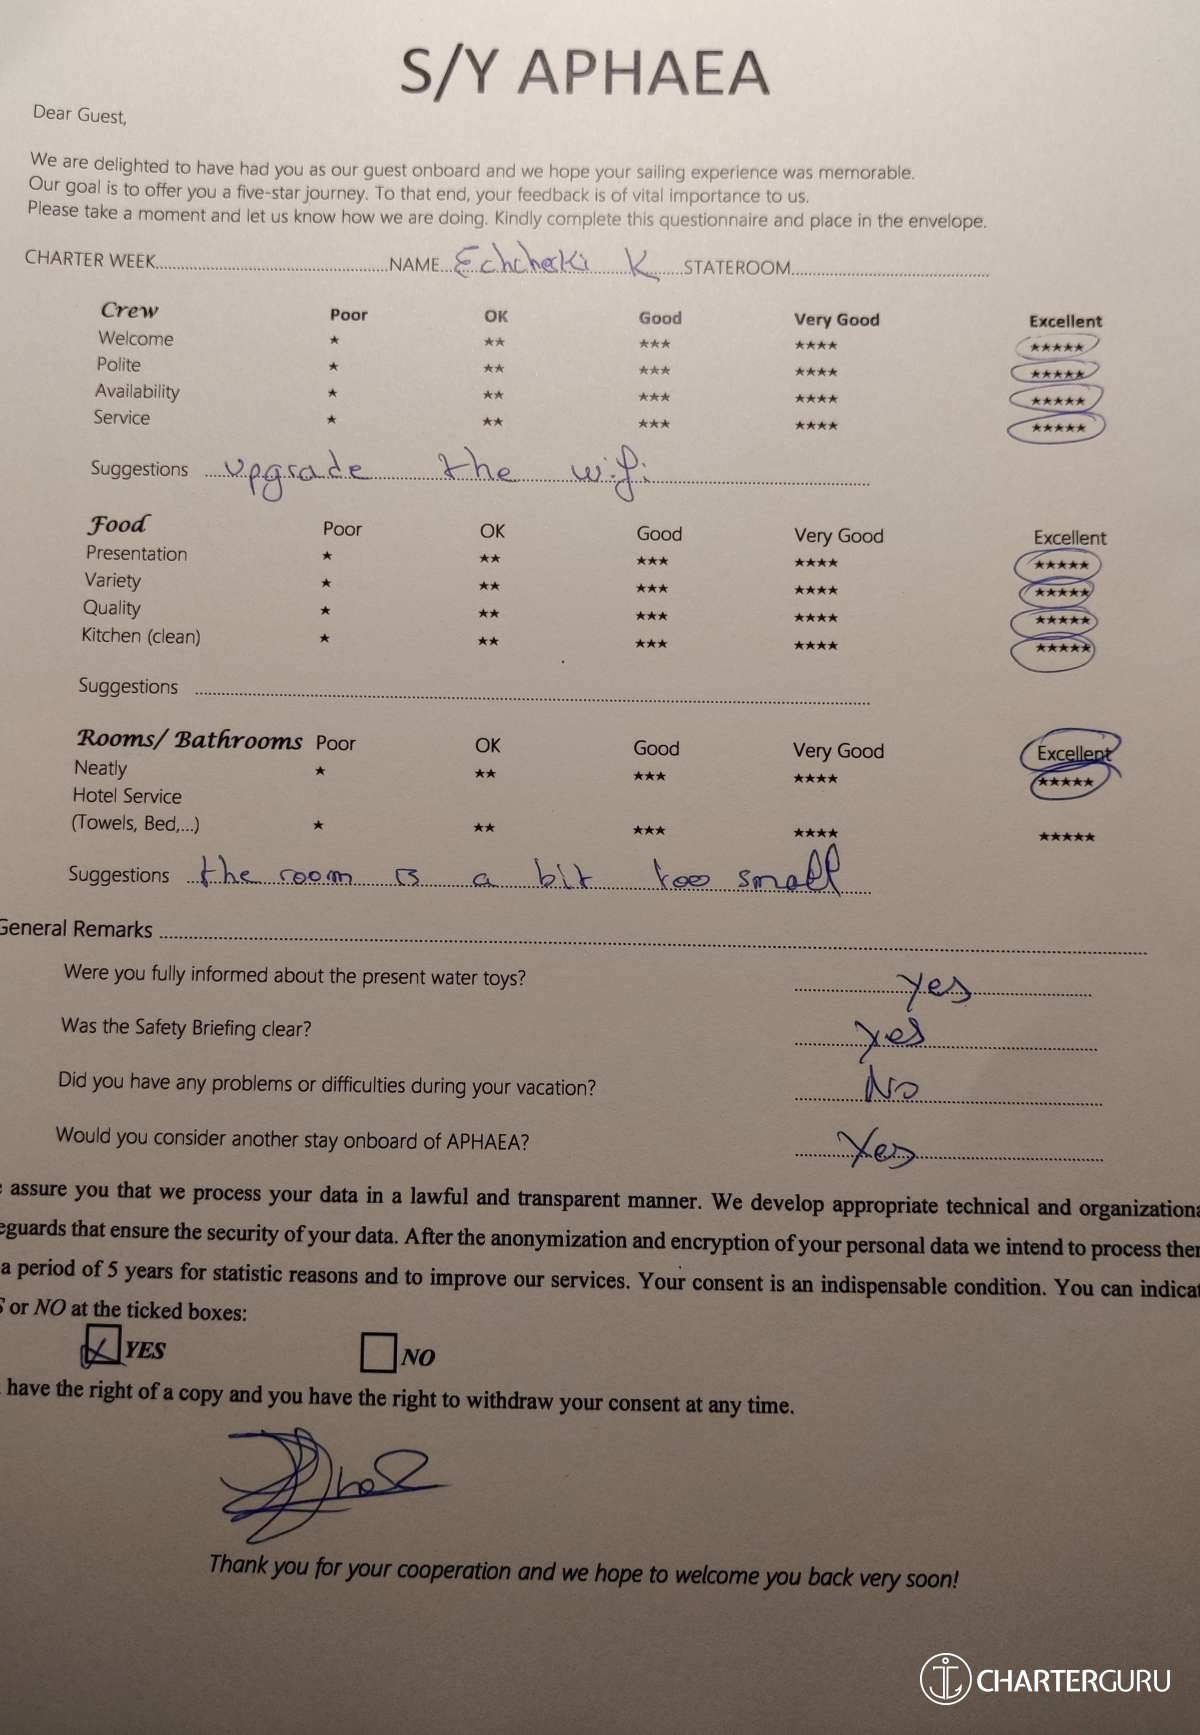 S/Y APHAEA
Dear Guest,
We are delighted to have had you as our guest onboard and we hope your sailing experience was memorable.
Our goal is to offer you a five-star journey. To that end, your feedback is of vital importance to us.
Please take a moment and let us know how we are doing. Kindly complete this questionnaire and place in the envelope.
CHARTER WEEK NAME Echcherki K STATEROOM
Crew Poor OK Good Very Good Excellent
Welcome ★ ★★ ★★★ ★★★★ ★★★★★
Polite ★ ★★ ★★★ ★★★★ ★★★★★
Availability ★ ★★ ★★★ ★★★★ ★★★★★
Service ★ ★★ ★★★ ★★★★ ★★★★★
Suggestions upgrade the wifi
Food Poor OK Good Very Good Excellent
Presentation ★ ★★ ★★★ ★★★★ ★★★★★
Variety ★ ★★ ★★★ ★★★★ ★★★★★
Quality ★ ★★ ★★★ ★★★★ ★★★★★
Kitchen (clean) ★ ★★ ★★★ ★★★★ ★★★★★
Suggestions
Rooms/ Bathrooms Poor OK Good Very Good Excellent
Neatly ★ ★★ ★★★ ★★★★ ★★★★★
Hotel Service
(Towels, Bed,...) ★ ★★ ★★★ ★★★★ ★★★★★
Suggestions the room is a bit too small
General Remarks
Were you fully informed about the present water toys? yes
Was the Safety Briefing clear? yes
Did you have any problems or difficulties during your vacation? No
Would you consider another stay onboard of APHAEA? Yes
assure you that we process your data in a lawful and transparent manner. We develop appropriate technical and organizationa
eguards that ensure the security of your data. After the anonymization and encryption of your personal data we intend to process ther
a period of 5 years for statistic reasons and to improve our services. Your consent is an indispensable condition. You can indicat
S or NO at the ticked boxes:
YES NO
have the right of a copy and you have the right to withdraw your consent at any time.
Thank you for your cooperation and we hope to welcome you back very soon!
CHARTERGURU